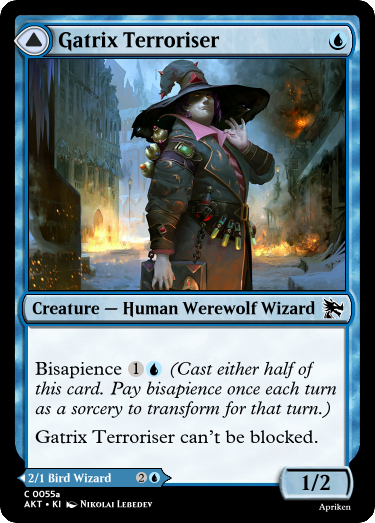 Gatrix Terroriser
Creature — Human Werewolf Wizard
Bisapience 1 (Cast either half of
this card. Pay bisapience once each turn
as a sorcery to transform for that turn.)
Gatrix Terroriser can't be blocked.
2/1 Bird Wizard 2
1/2
C 0055a
AKT • KI Nikolai Lebedev
Apriken